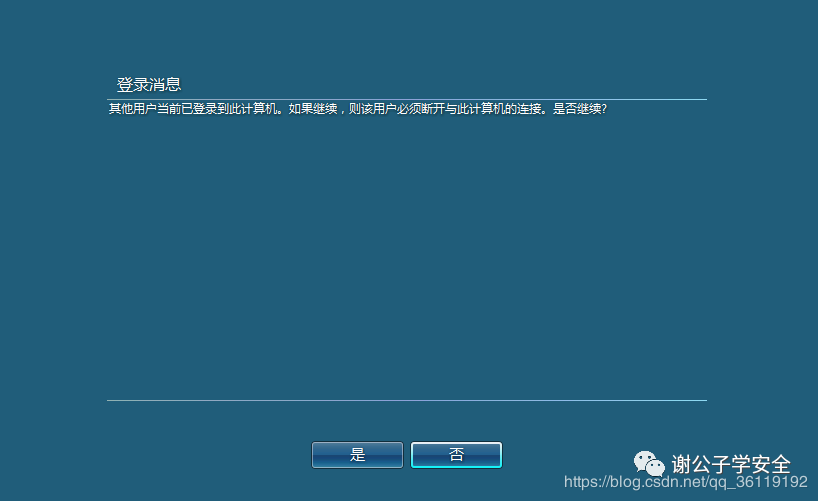 登录消息
其他用户当前已登录到此计算机。如果继续，则该用户必须断开与此计算机的连接。是否继续?
是
否
谢公子学安全
https://blog.csdn.net/qq_36119192